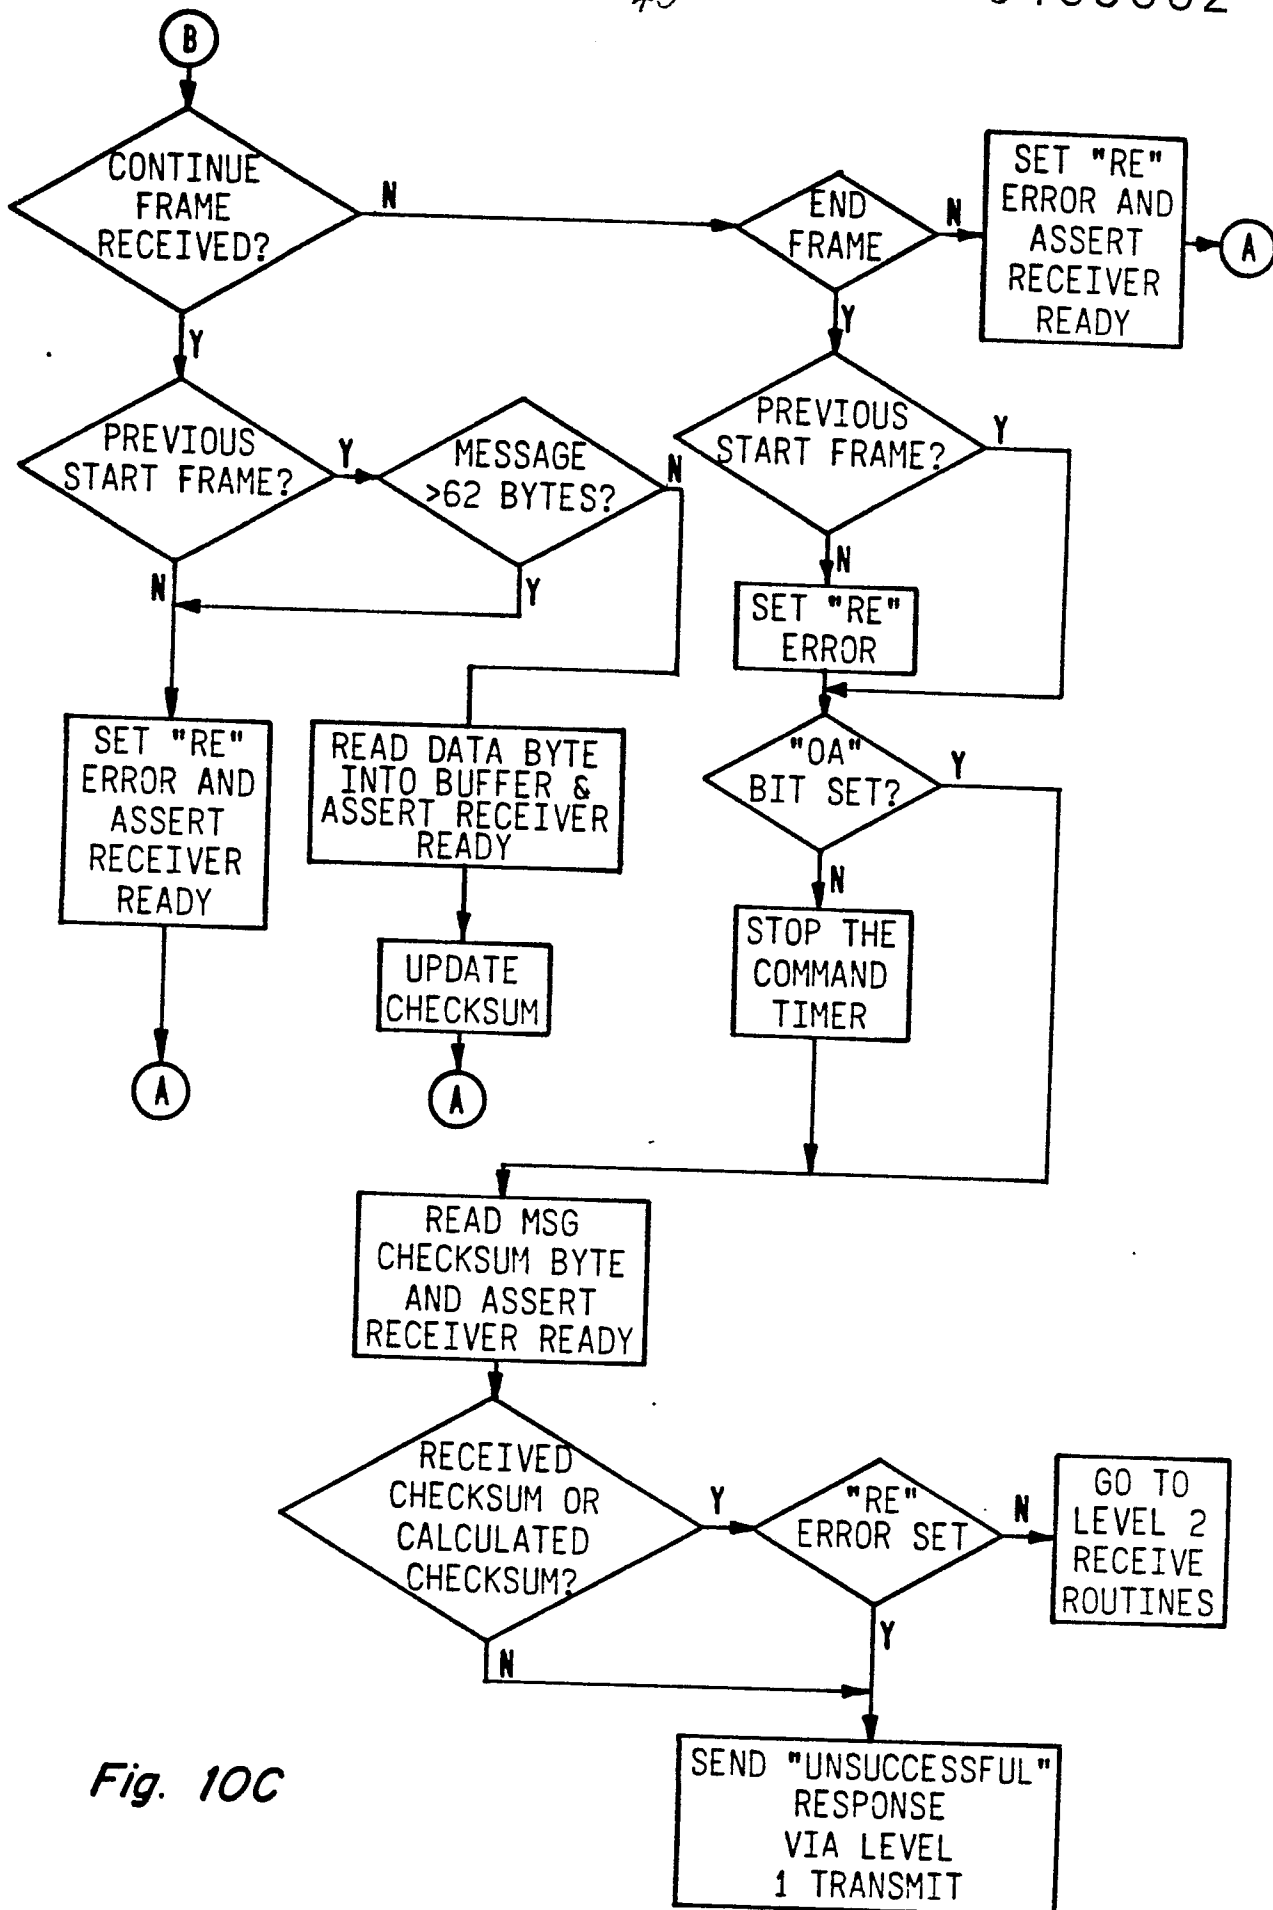 B
CONTINUE
FRAME
RECEIVED?
N
END
FRAME
N
SET "RE"
ERROR AND
ASSERT
RECEIVER
READY
A
Y
Y
PREVIOUS
START FRAME?
Y
MESSAGE
>62 BYTES?
N
PREVIOUS
START FRAME?
Y
N
Y
N
SET "RE"
ERROR
SET "RE"
ERROR AND
ASSERT
RECEIVER
READY
READ DATA BYTE
INTO BUFFER &
ASSERT RECEIVER
READY
"OA"
BIT SET?
Y
N
UPDATE
CHECKSUM
STOP THE
COMMAND
TIMER
A
A
READ MSG
CHECKSUM BYTE
AND ASSERT
RECEIVER READY
RECEIVED
CHECKSUM OR
CALCULATED
CHECKSUM?
Y
"RE"
ERROR SET
N
GO TO
LEVEL 2
RECEIVE
ROUTINES
N
Y
SEND "UNSUCCESSFUL"
RESPONSE
VIA LEVEL
1 TRANSMIT
Fig. 10C